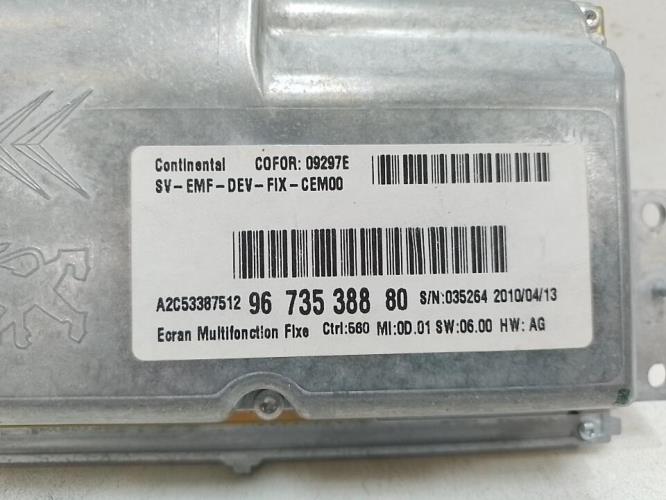 Continental COFOR: 09297E
SV-EMF-DEV-FIX-CEM00
A2C53387512 96 735 388 80 S/N:035264 2010/04/13
Ecran Multifonction Fixe Ctrl:560 MI:0D.01 SW:06.00 HW: AG